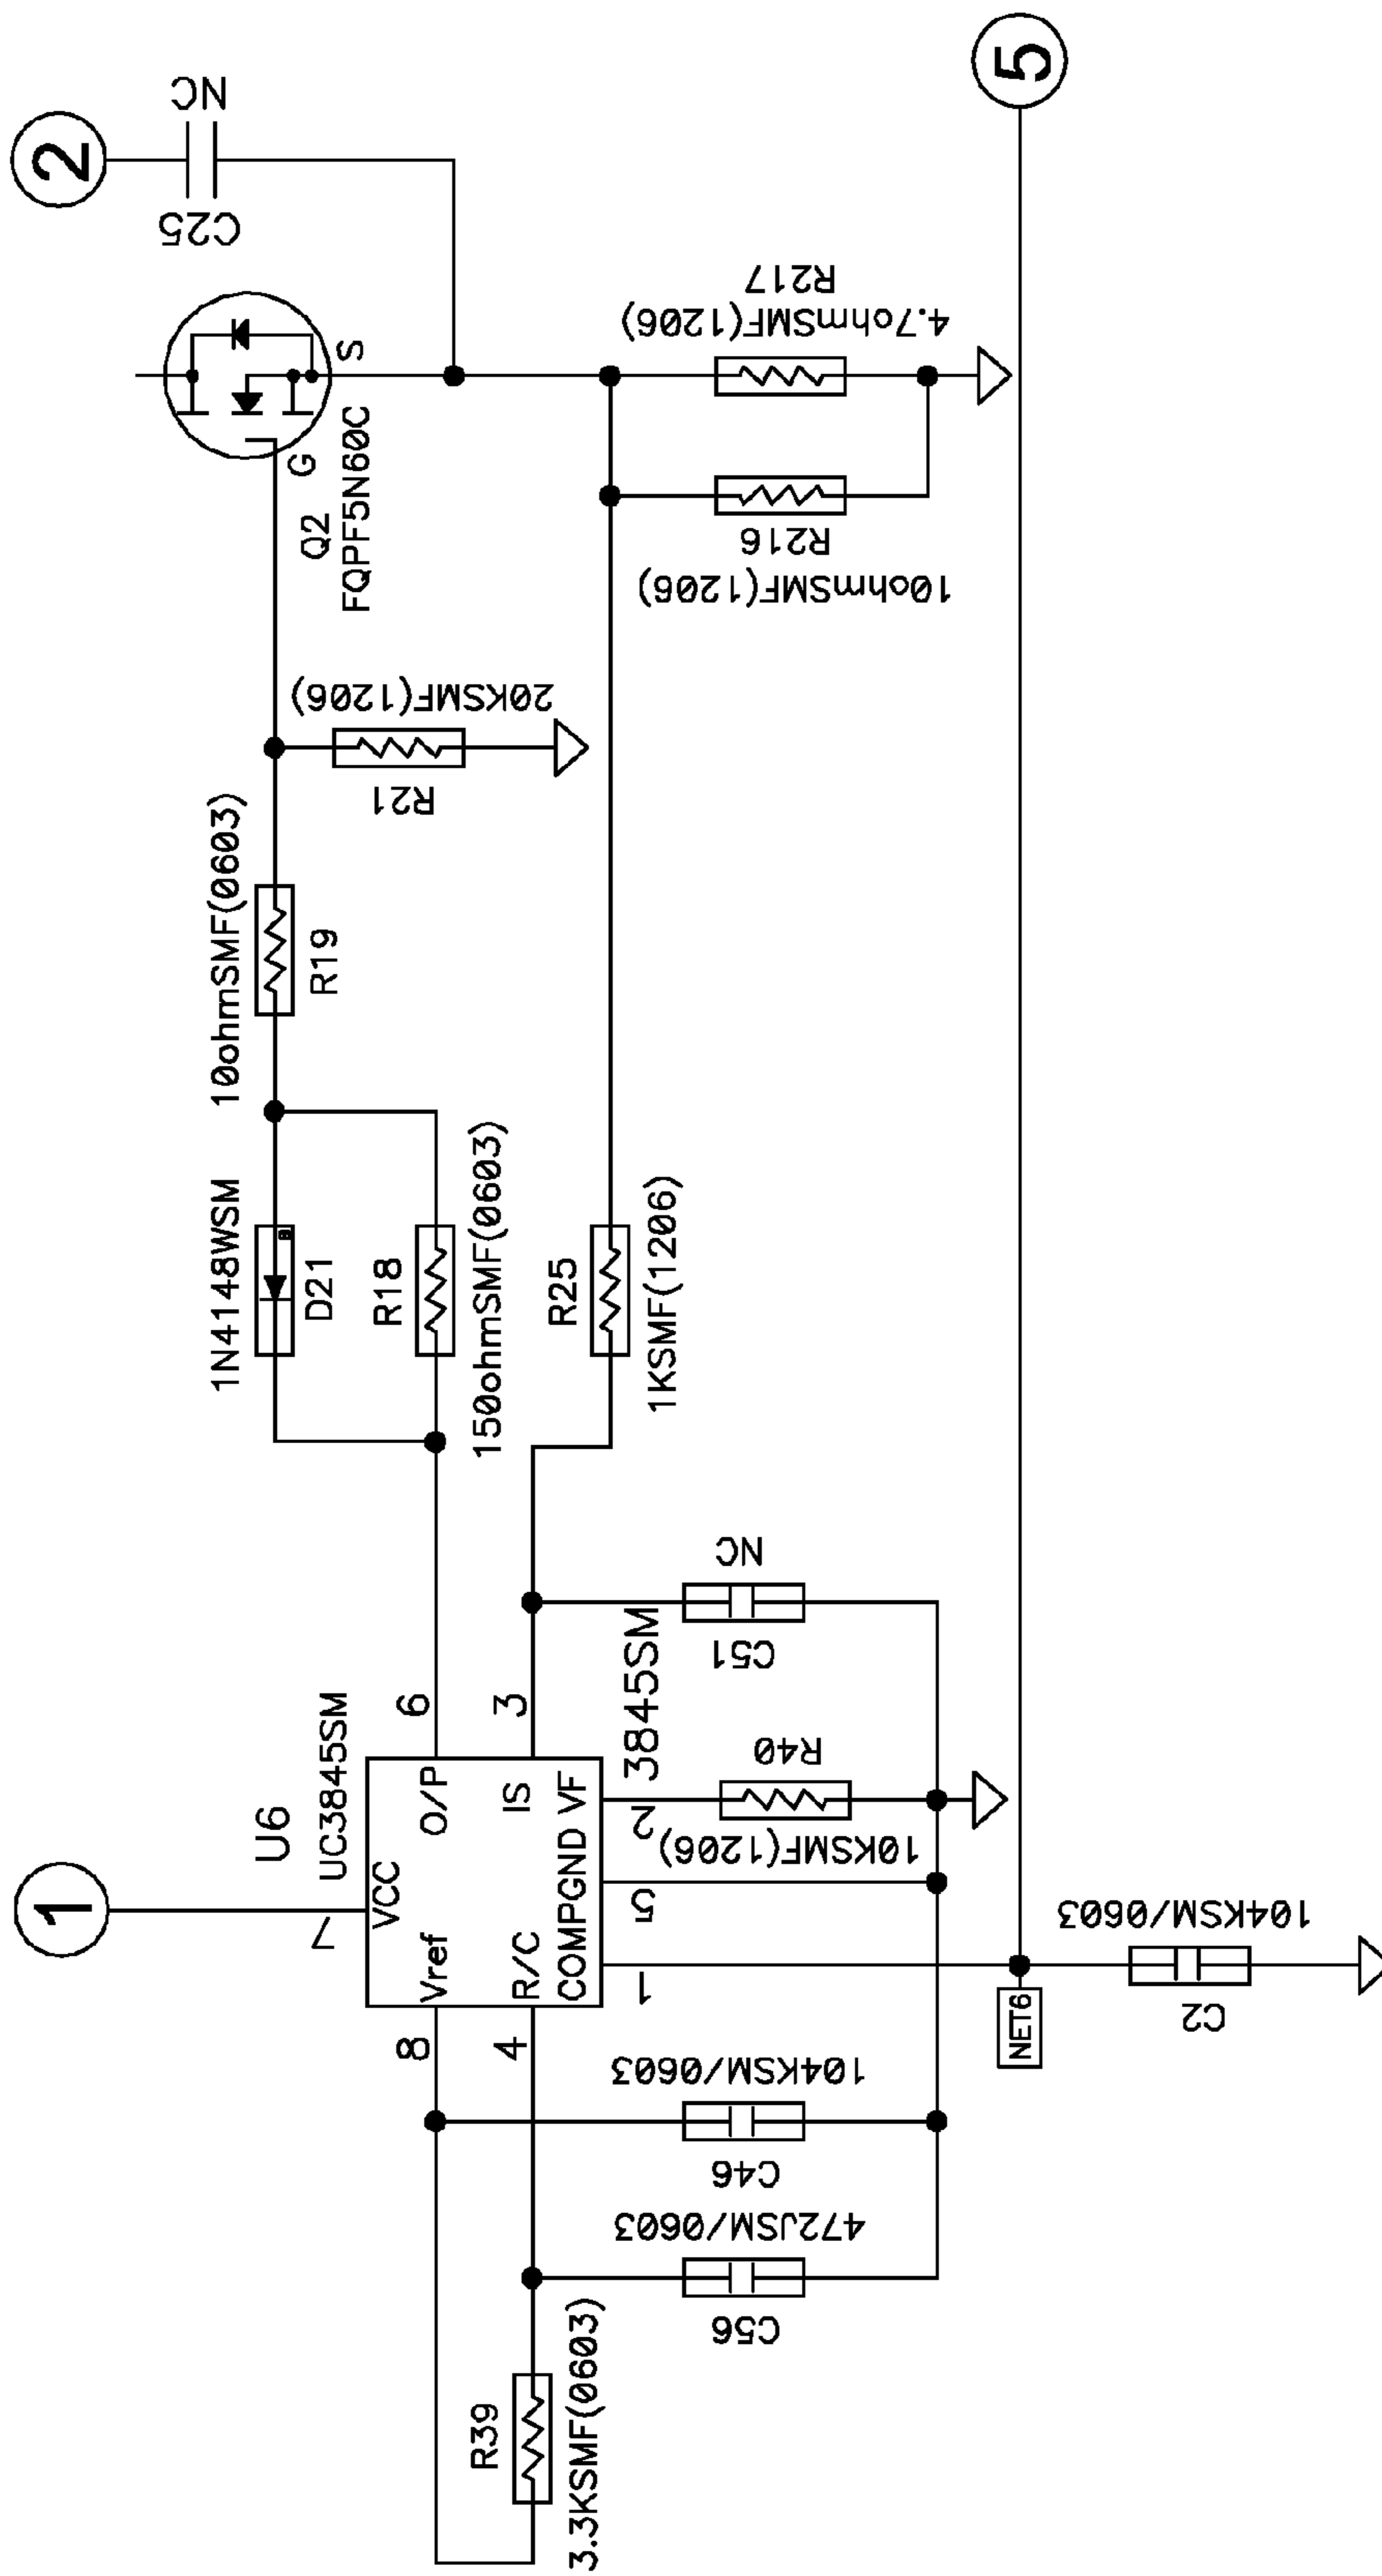 2
C25
NC
S
G
Q2
FQPF5N60C
R217
4.7ohmSMF(1206)
R216
10ohmSMF(1206)
5
20KSMF(1206)
R21
10ohmSMF(0603)
R19
1N4148WSM
D21
R18
150ohmSMF(0603)
R25
1KSMF(1206)
NC
C51
3845SM
1
U6
UC3845SM
7
VCC
O/P
6
IS
3
Vref
8
R/C
4
COMP
GND
VF
1
5
2
R40
10KSMF(1206)
NET6
104KSM/0603
C2
104KSM/0603
C46
472JSM/0603
C56
R39
3.3KSMF(0603)